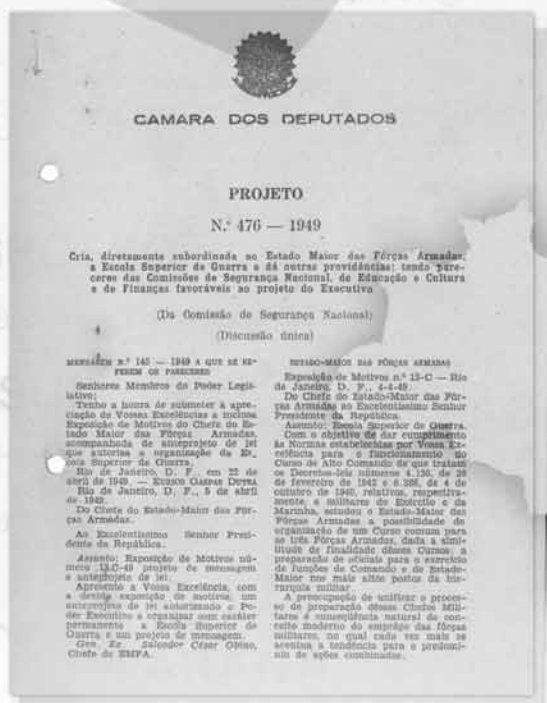 CAMARA DOS DEPUTADOS
PROJETO
N.º 476 — 1949
Cria, diretamente subordinada ao Estado Maior das Fôrças Armadas,
a Escola Superior de Guerra e dá outras providências; tendo pare-
ceres das Comissões de Segurança Nacional, de Educação e Cultura
e de Finanças favoráveis ao projeto do Executivo
(Da Comissão de Segurança Nacional)
(Discussão única)
MENSAGEM N.º 145 — 1949 A QUE SE RE-
FEREM OS PARECERES
Senhores Membros do Poder Legis-
lativo:
Tenho a honra de submeter à apre-
ciação de Vossas Excelências a inclusa
Exposição de Motivos do Chefe do Es-
tado Maior das Fôrças Armadas,
acompanhada de anteprojeto de lei
que autoriza a organização da Es-
cola Superior de Guerra.
Rio de Janeiro, D. F., em 22 de
abril de 1949. — EURICO GASPAR DUTRA
Rio de Janeiro, D. F., 5 de abril
de 1949.
Do Chefe do Estado-Maior das Fôr-
ças Armadas.
Ao Excelentíssimo Senhor Presi-
dente da República.
Assunto: Exposição de Motivos nú-
mero 13-C-49 projeto de mensagem
e anteprojeto de lei.
Apresento a Vossa Excelência, com
a devida exposição de motivos, um
anteprojeto de lei autorizando o Po-
der Executivo a organizar com caráter
permanente a Escola Superior de
Guerra e um projeto de mensagem.
Gen. Ex. Salvador César Obino,
Chefe do EMFA.
ESTADO-MAIOR DAS FÔRÇAS ARMADAS
Exposição de Motivos n.º 13-C — Rio
de Janeiro, D. F., 4-4-49.
Do Chefe do Estado-Maior das Fôr-
ças Armadas ao Excelentíssimo Senhor
Presidente da República.
Assunto: Escola Superior de Guerra.
Com o objetivo de dar cumprimento
às Normas estabelecidas por Vossa Ex-
celência para o funcionamento do
Curso de Alto Comando de que tratam
os Decretos-leis números 4.130, de 26
de fevereiro de 1942 e de 4 de
outubro de 1940, relativos, respectiva-
mente, a militares do Exército e da
Marinha, estudou o Estado-Maior das
Fôrças Armadas a possibilidade de
organização de um Curso comum para
as três Fôrças Armadas, dada a simi-
litude de finalidade dêsses Cursos: a
preparação de oficiais para o exercício
de funções de Comando e de Estado-
Maior nos mais altos postos da hie-
rarquia militar.
A preocupação de unificar o proces-
so de preparação dêsses Chefes Mili-
tares é conseqüência natural do con-
ceito moderno do emprêgo das fôrças
militares, no qual cada vez mais se
acentua a tendência para o predomí-
nio de ações combinadas.